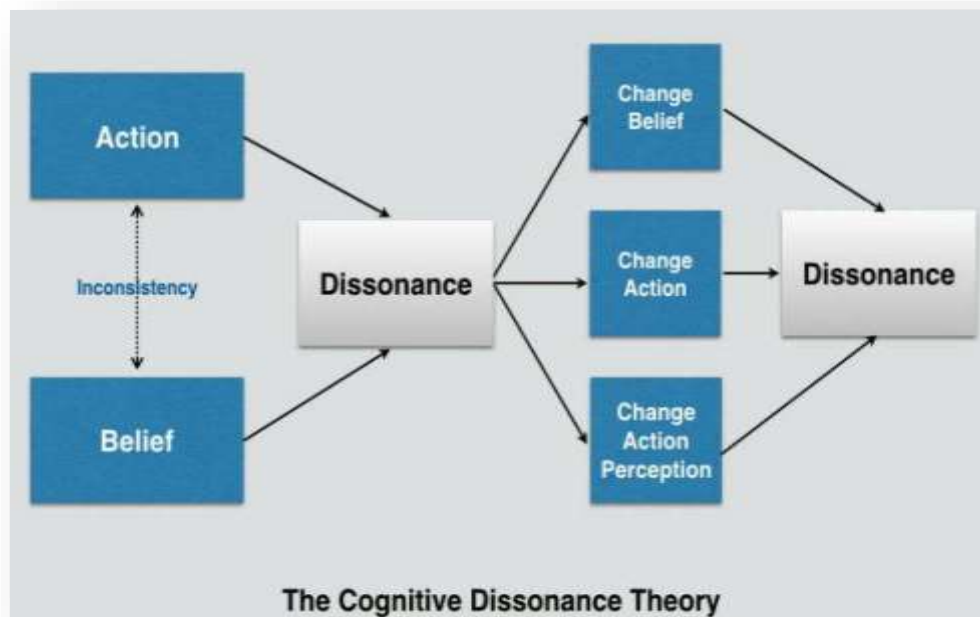 Action
Inconsistency
Belief
Dissonance
Change
Belief
Change
Action
Change
Action
Perception
Dissonance
The Cognitive Dissonance Theory